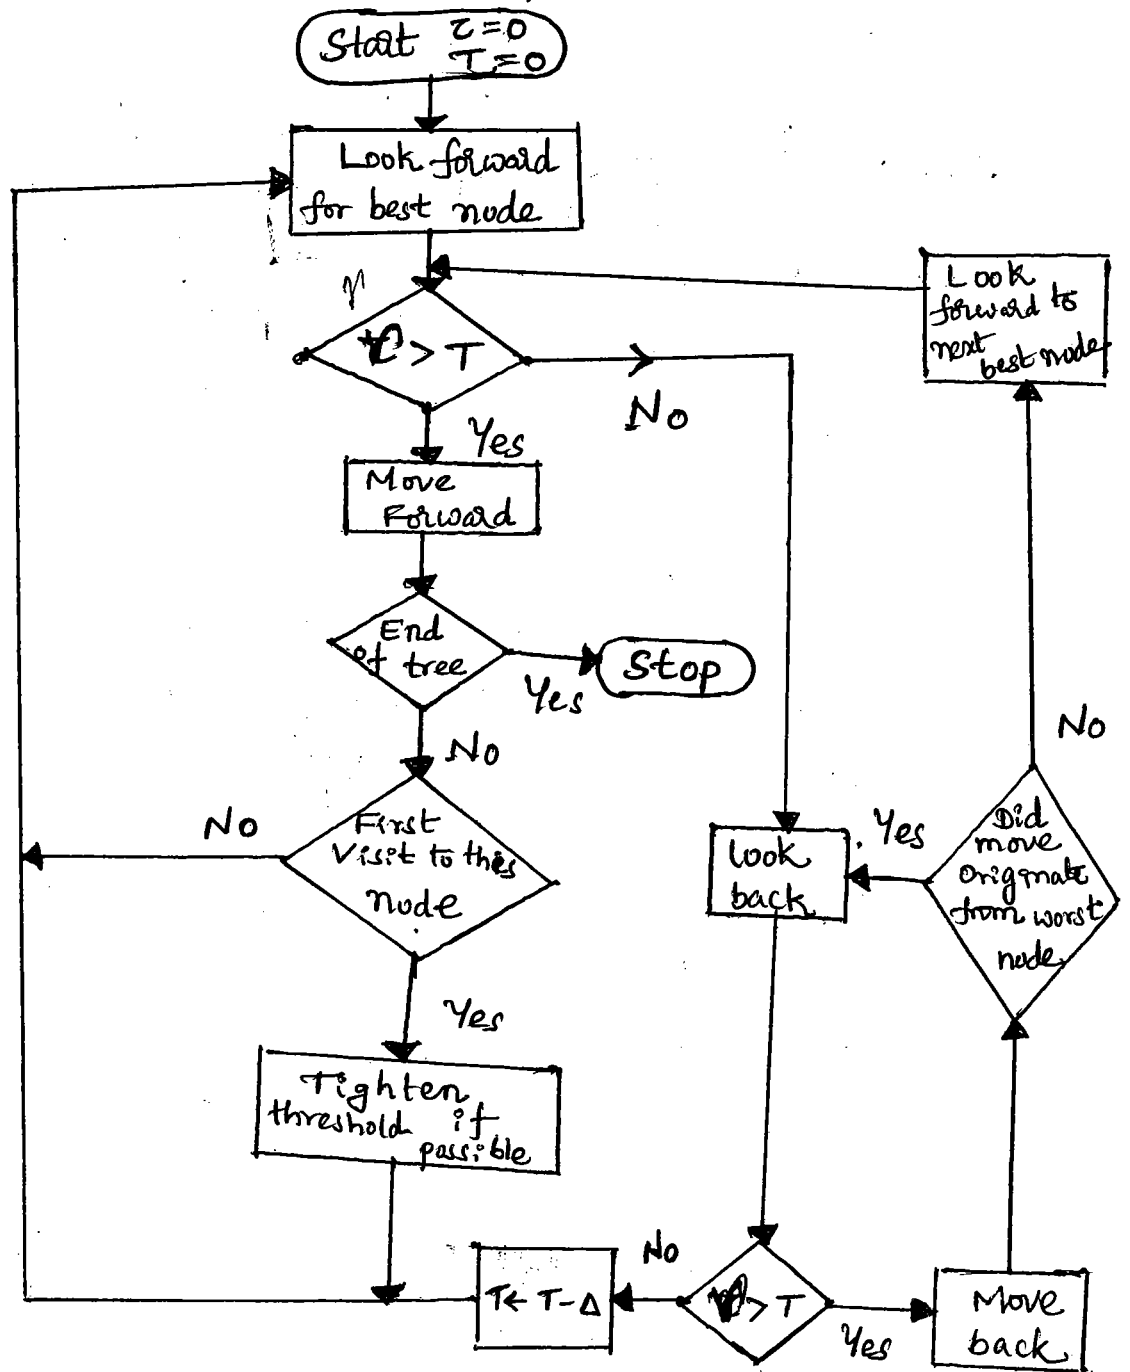 Start τ=0
T=0
Look forward
for best node
> T
No
Yes
Move
Forward
End
of tree
Yes
Stop
No
First
Visit to this
node
No
Yes
Tighten
threshold if
possible
T← T-Δ
No
> T
Yes
Look
back
Move
back
Did
move
originate
from worst
node
Yes
No
Look
forward to
next
best node